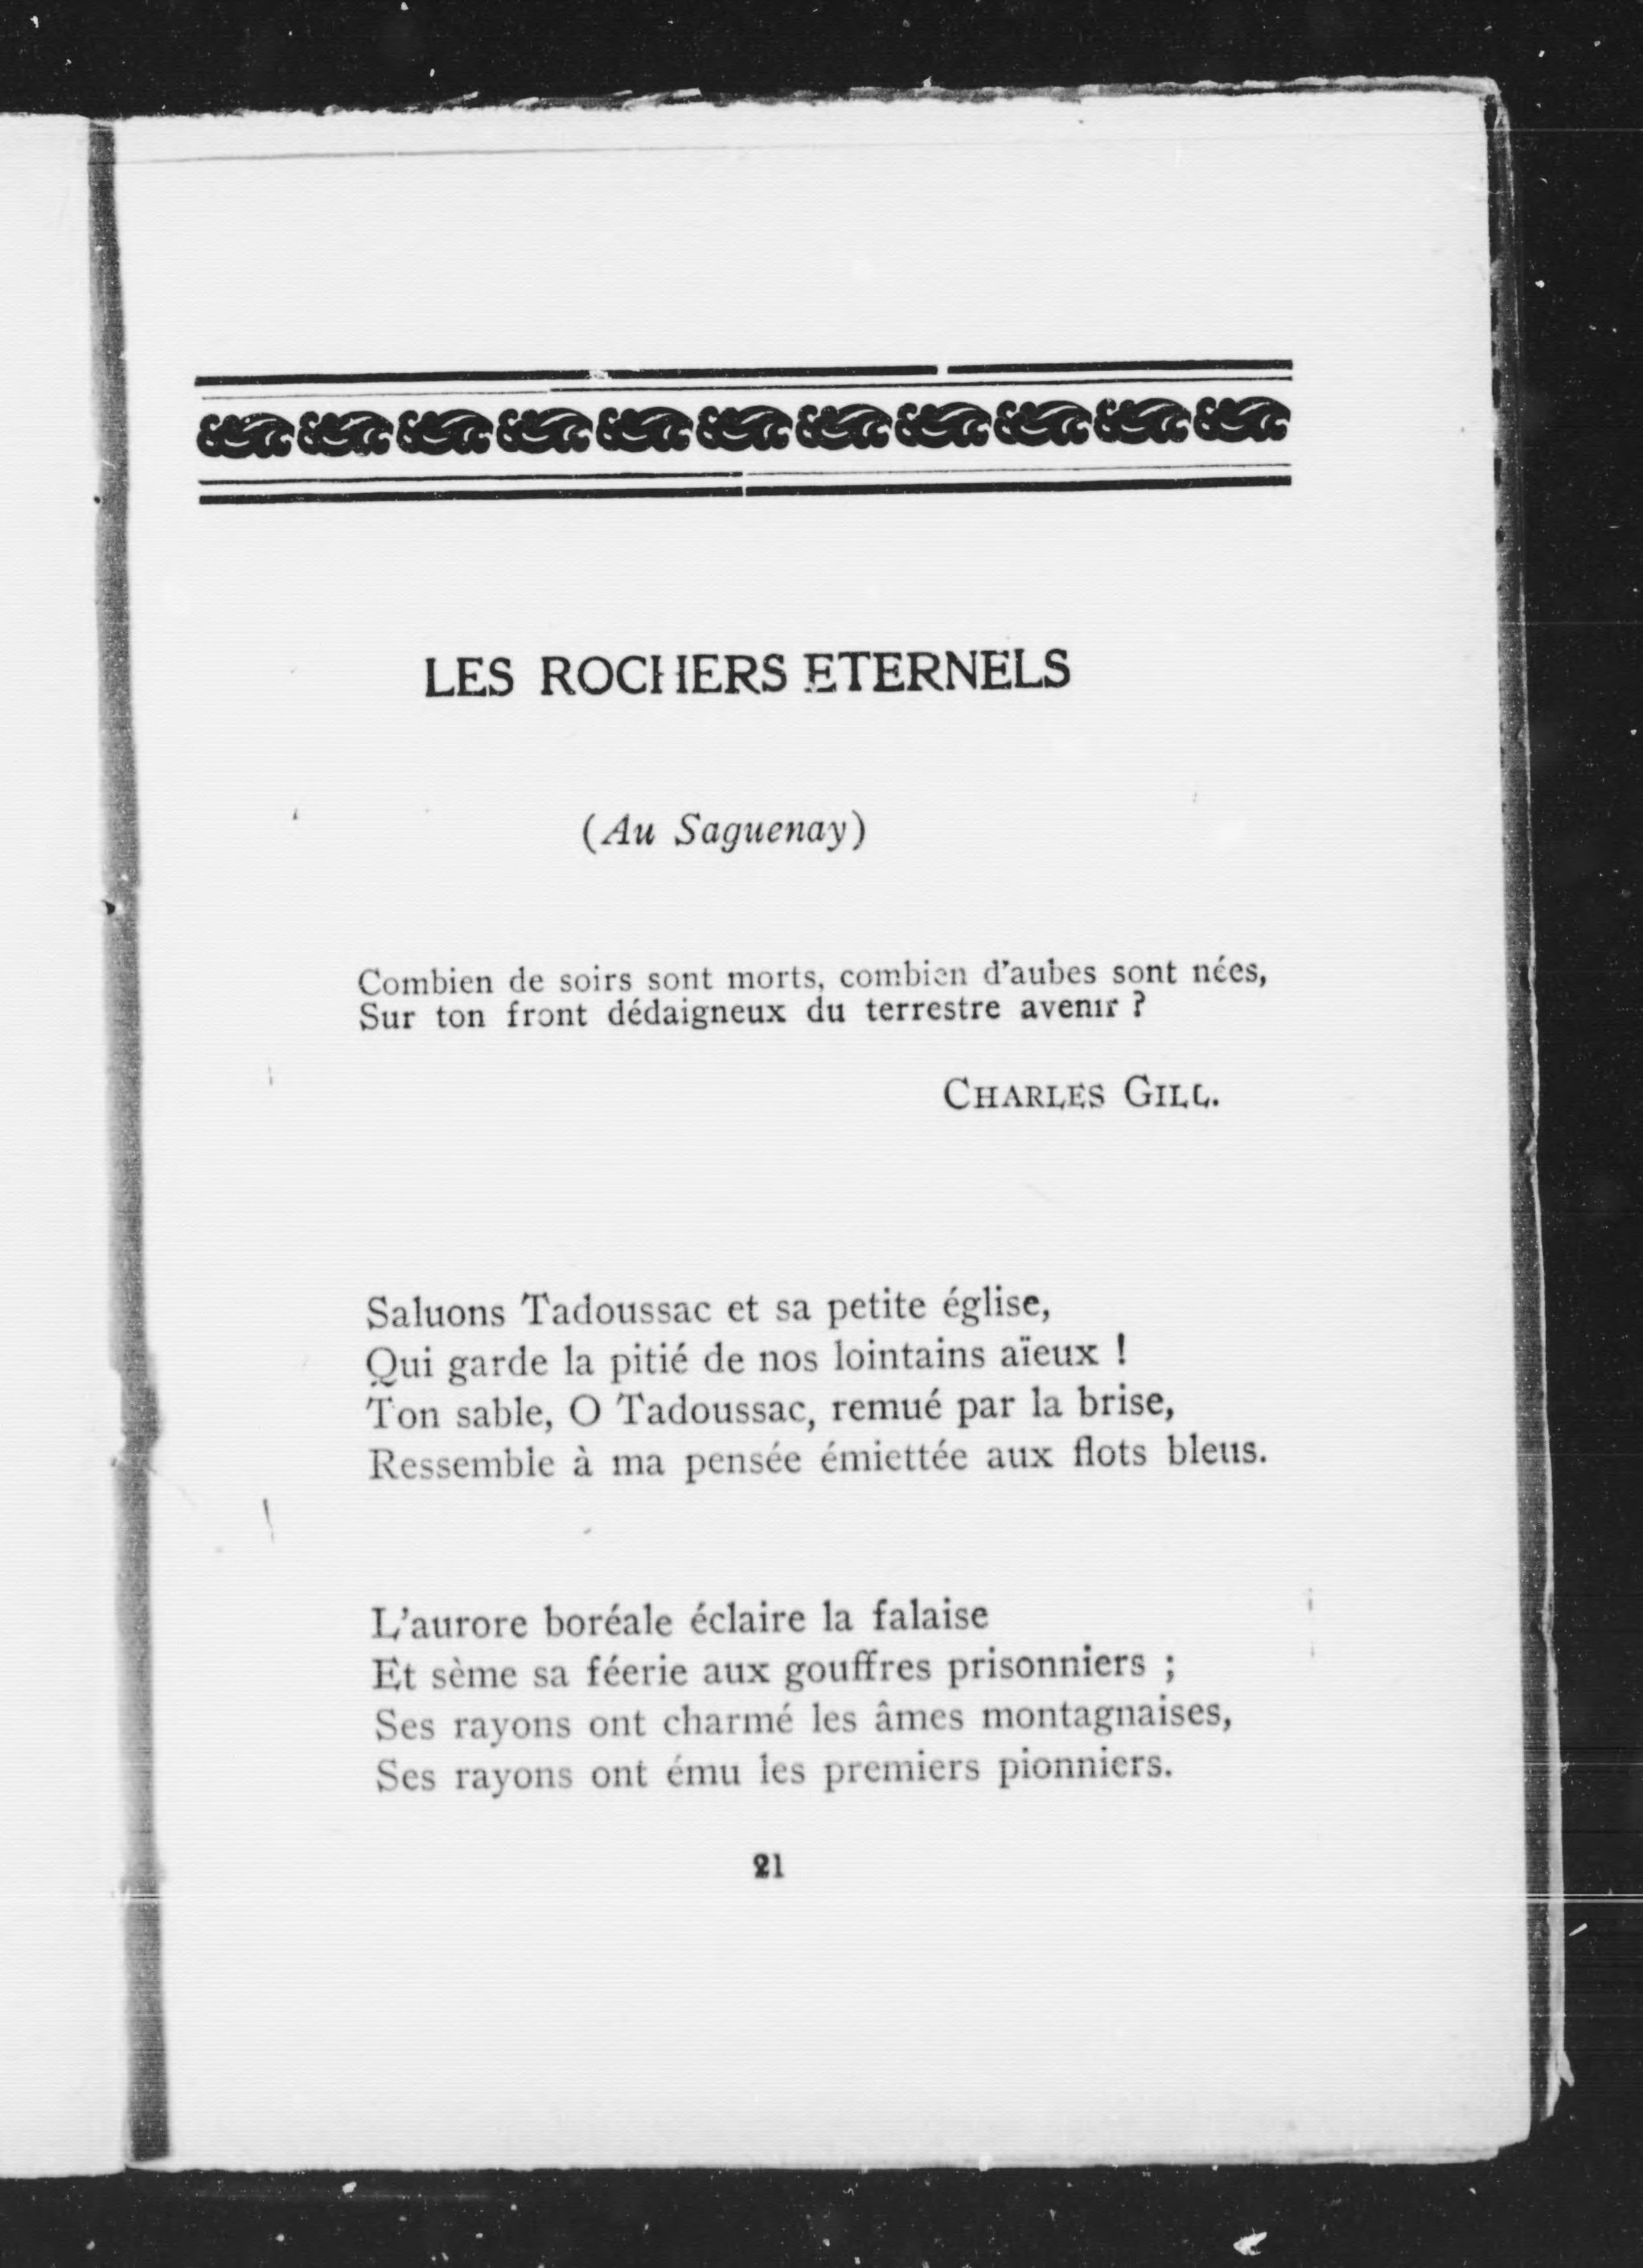 LES ROCHERS ETERNELS
(Au Saguenay)
Combien de soirs sont morts, combien d'aubes sont nées,
Sur ton front dédaigneux du terrestre avenir ?
CHARLES GILL.
Saluons Tadoussac et sa petite église,
Qui garde la pitié de nos lointains aïeux !
Ton sable, O Tadoussac, remué par la brise,
Ressemble à ma pensée émiettée aux flots bleus.
L'aurore boréale éclaire la falaise
Et sème sa féerie aux gouffres prisonniers ;
Ses rayons ont charmé les âmes montagnaises,
Ses rayons ont ému les premiers pionniers.
21